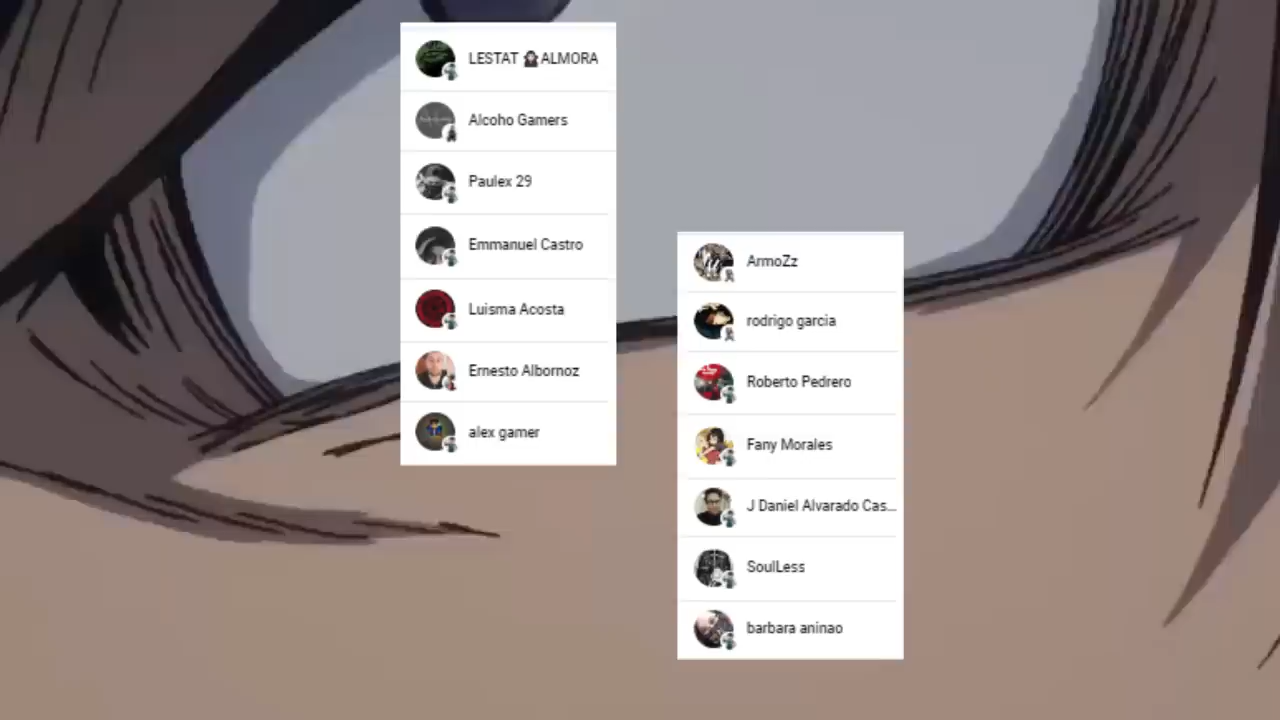 LESTAT 🧛🏻‍♂️ALMORA
Alcoho Gamers
Paulex 29
Emmanuel Castro
Luisma Acosta
Ernesto Albornoz
alex gamer
ArmoZz
rodrigo garcia
Roberto Pedrero
Fany Morales
J Daniel Alvarado Cas...
SoulLess
barbara aninao